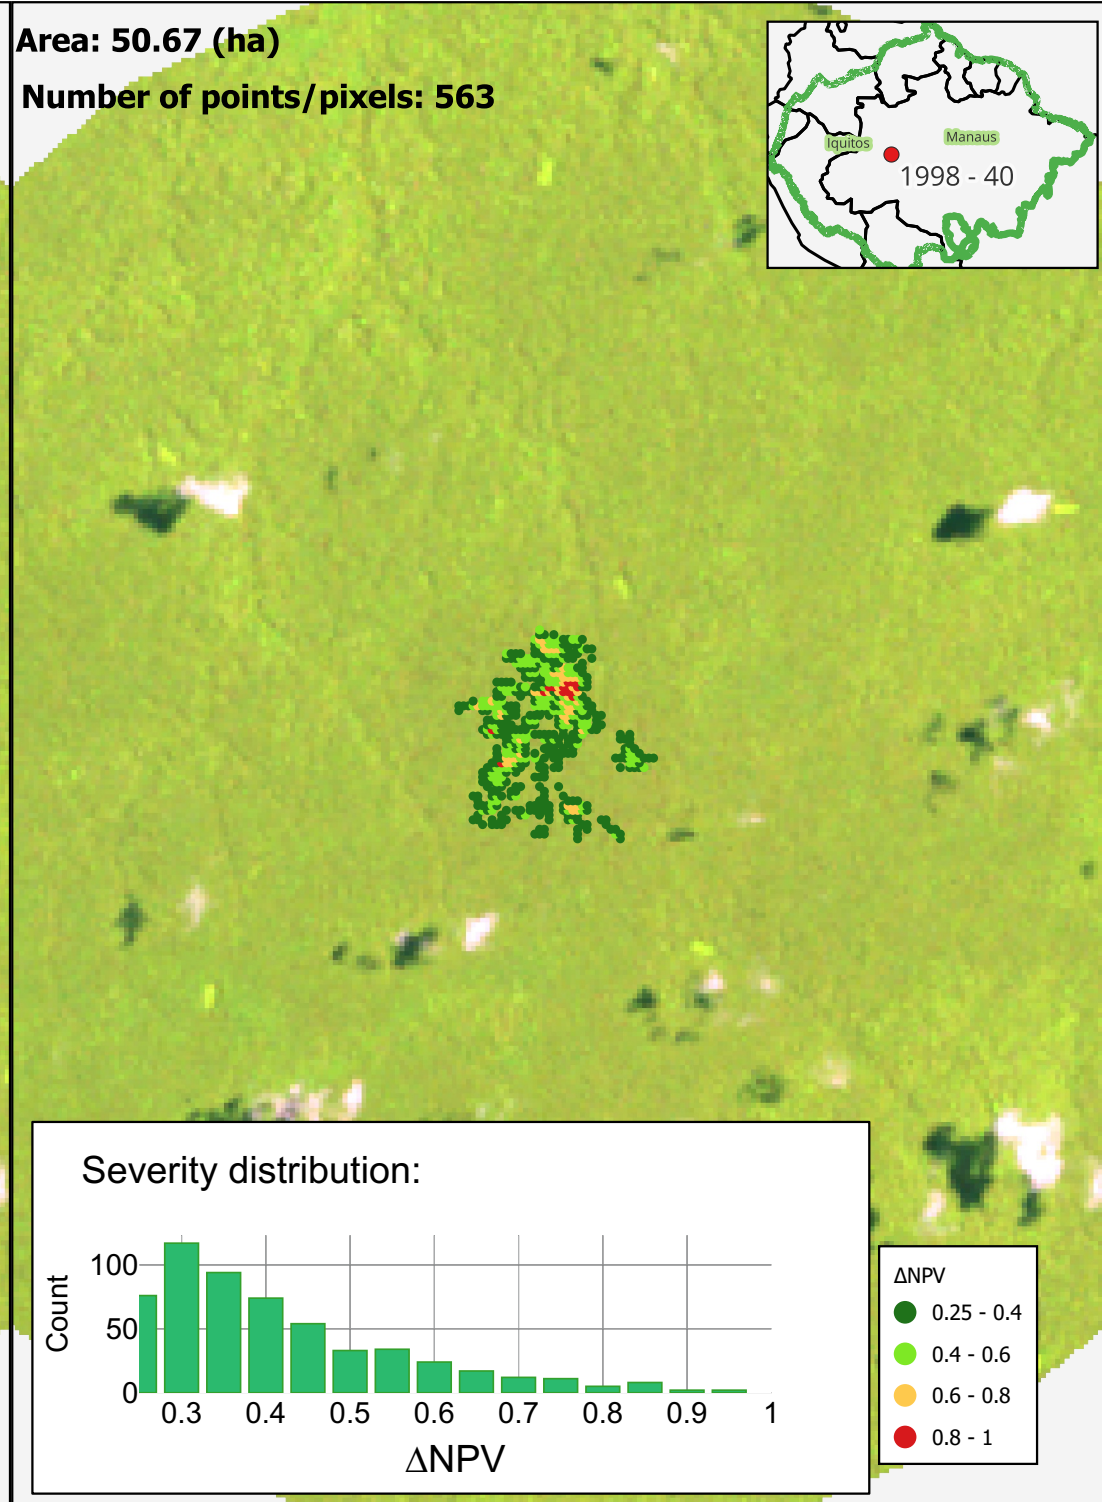 Area: 50.67 (ha)
Number of points/pixels: 563
Iquitos
Manaus
1998 - 40
Severity distribution:
Count
100
50
0
0.3 0.4 0.5 0.6 0.7 0.8 0.9 1
ΔNPV
ΔNPV
0.25 - 0.4
0.4 - 0.6
0.6 - 0.8
0.8 - 1